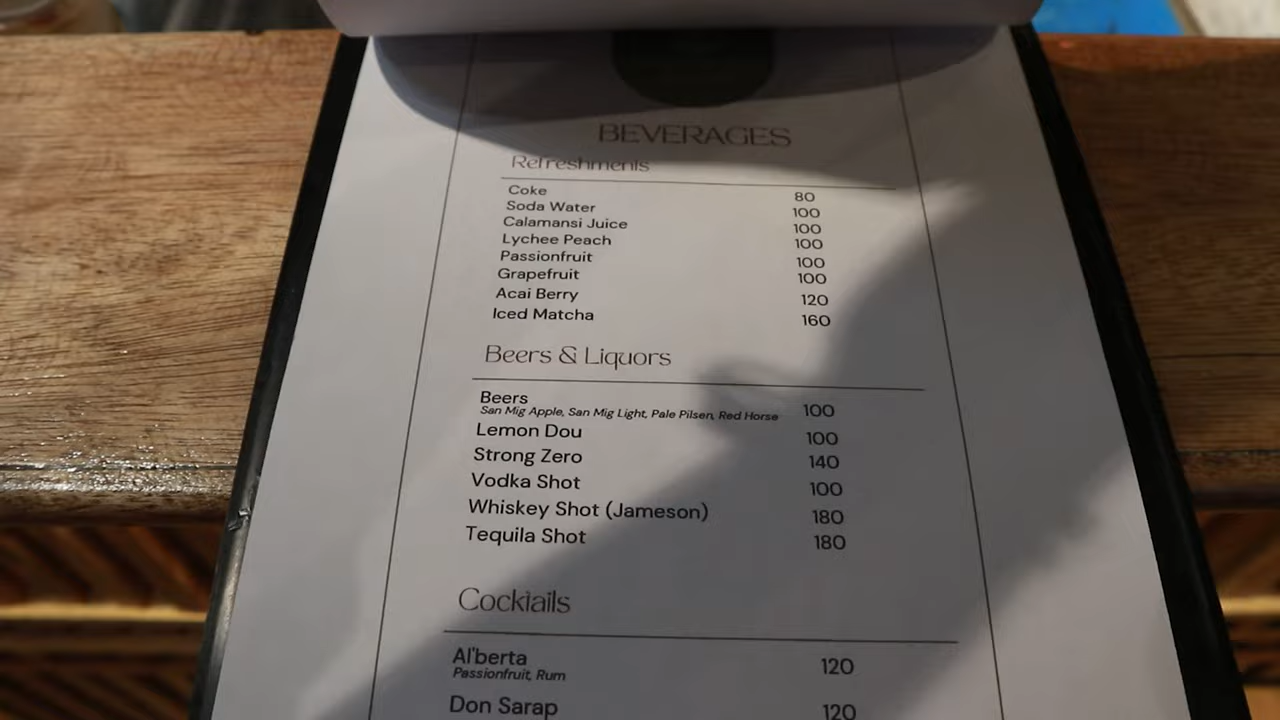 BEVERAGES
Refreshments
Coke 80
Soda Water 100
Calamansi Juice 100
Lychee Peach 100
Passionfruit 100
Grapefruit 100
Acai Berry 120
Iced Matcha 160
Beers & Liquors
Beers 100
San Mig Apple, San Mig Light, Pale Pilsen, Red Horse
Lemon Dou 100
Strong Zero 140
Vodka Shot 100
Whiskey Shot (Jameson) 180
Tequila Shot 180
Cocktails
Al'berta 120
Passionfruit, Rum
Don Sarap 120